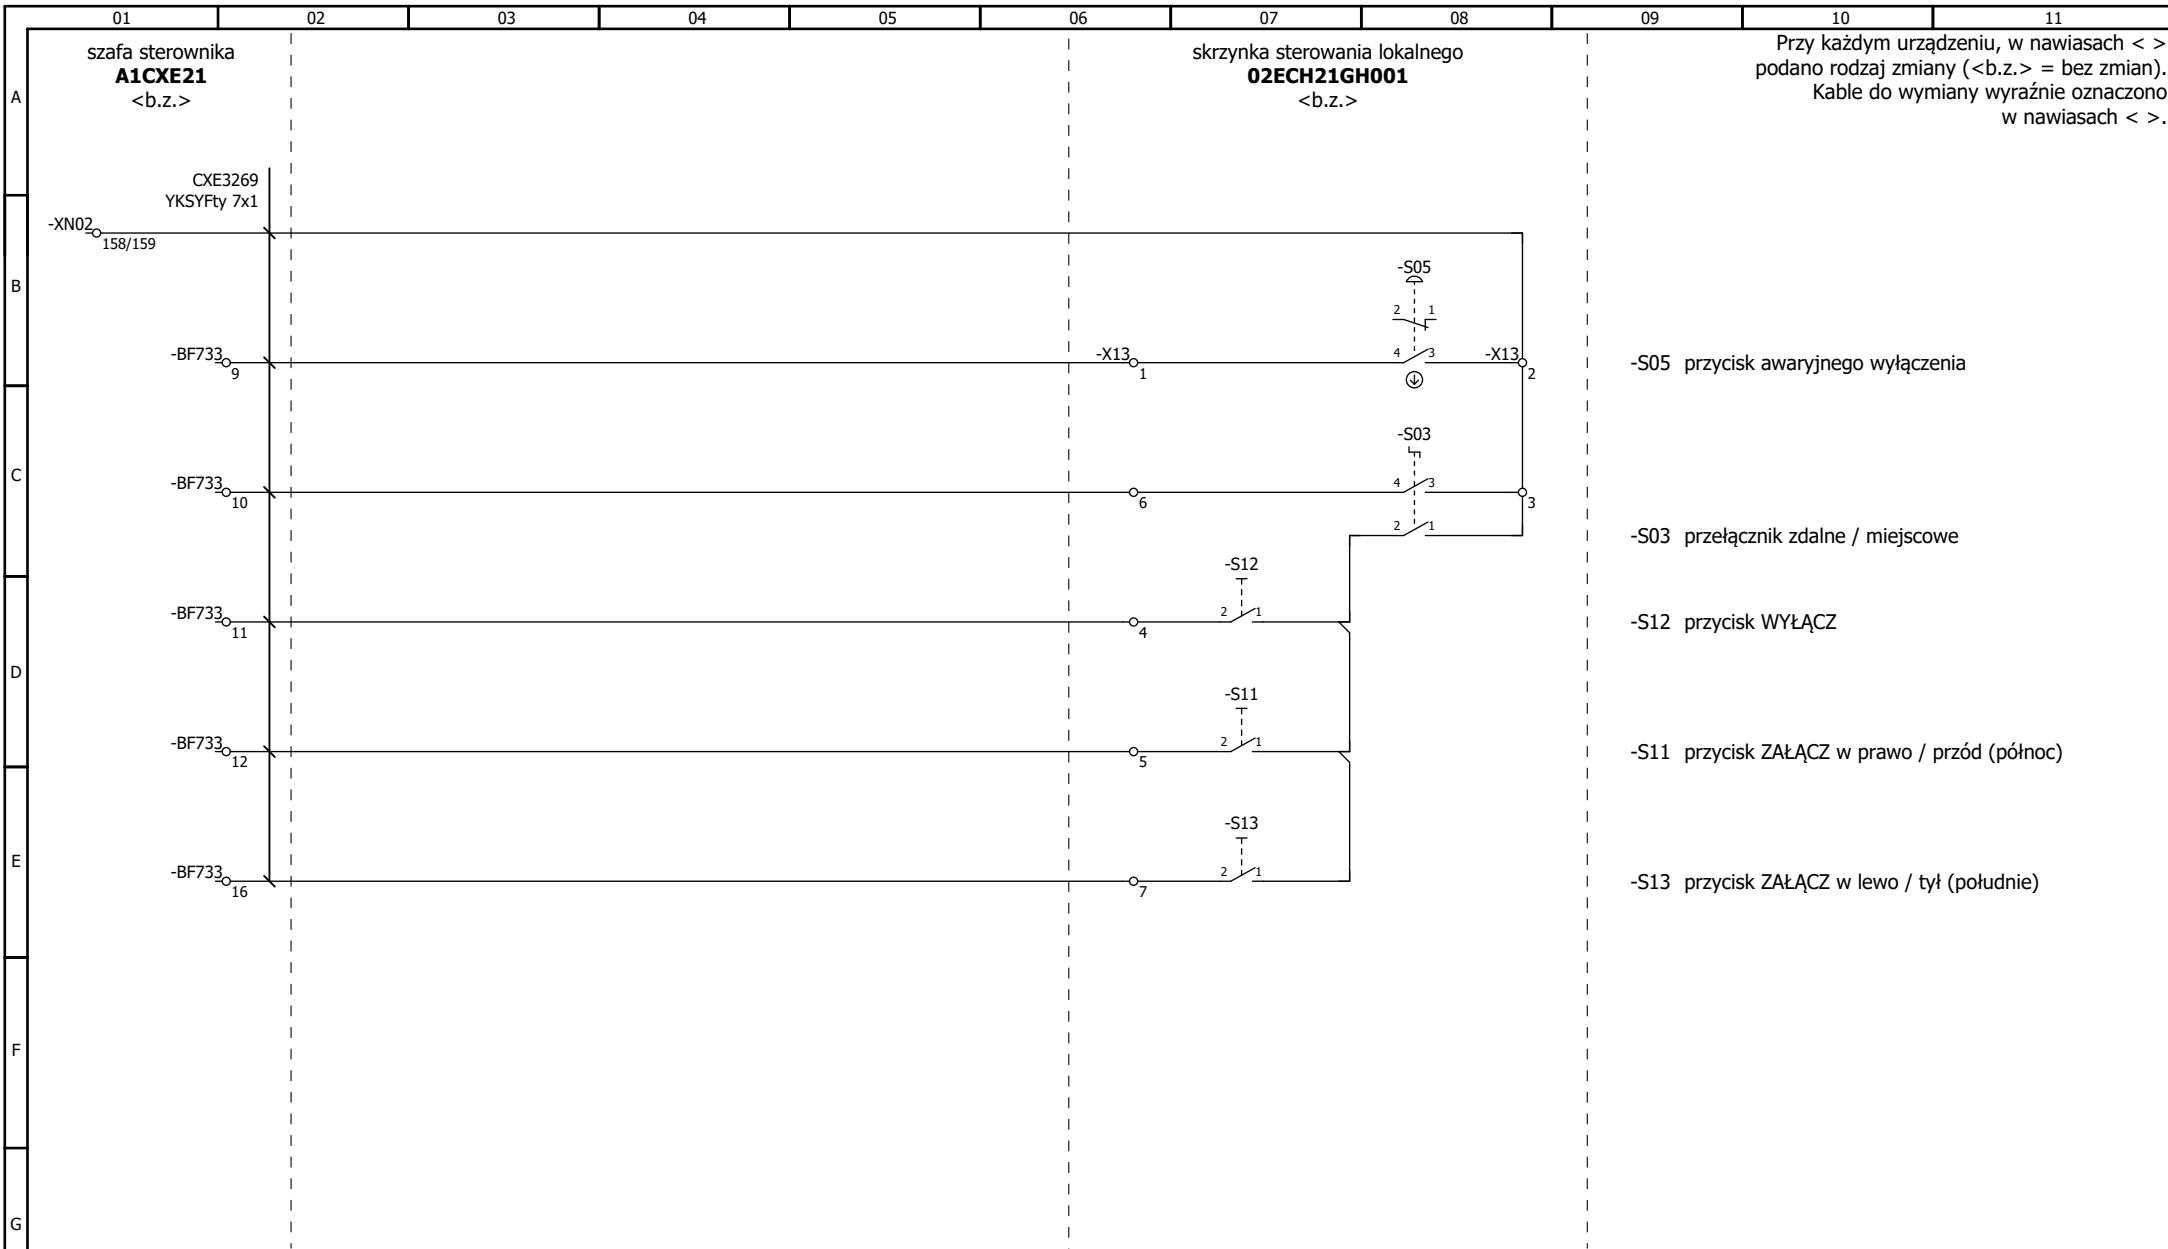 01 02 03 04 05 06 07 08 09 10 11
szafa sterownika
A1CXE21
<b.z.>
skrzynka sterowania lokalnego
02ECH21GH001
<b.z.>
Przy każdym urządzeniu, w nawiasach < >
podano rodzaj zmiany (<b.z.> = bez zmian).
Kable do wymiany wyraźnie oznaczono
w nawiasach < >.
A
CXE3269
YKSYFty 7x1
-XN02
158/159
B
-S05
2 1
-BF733
9
-X13
1
4 3
-X13
2
-S05 przycisk awaryjnego wyłączenia
-S03
C
-BF733
10
6
4 3
3
2 1
-S03 przełącznik zdalne / miejscowe
-S12
-BF733
11
4
2 1
-S12 przycisk WYŁĄCZ
D
-S11
-BF733
12
5
2 1
-S11 przycisk ZAŁĄCZ w prawo / przód (północ)
-S13
E
-BF733
16
7
2 1
-S13 przycisk ZAŁĄCZ w lewo / tył (południe)
F
G